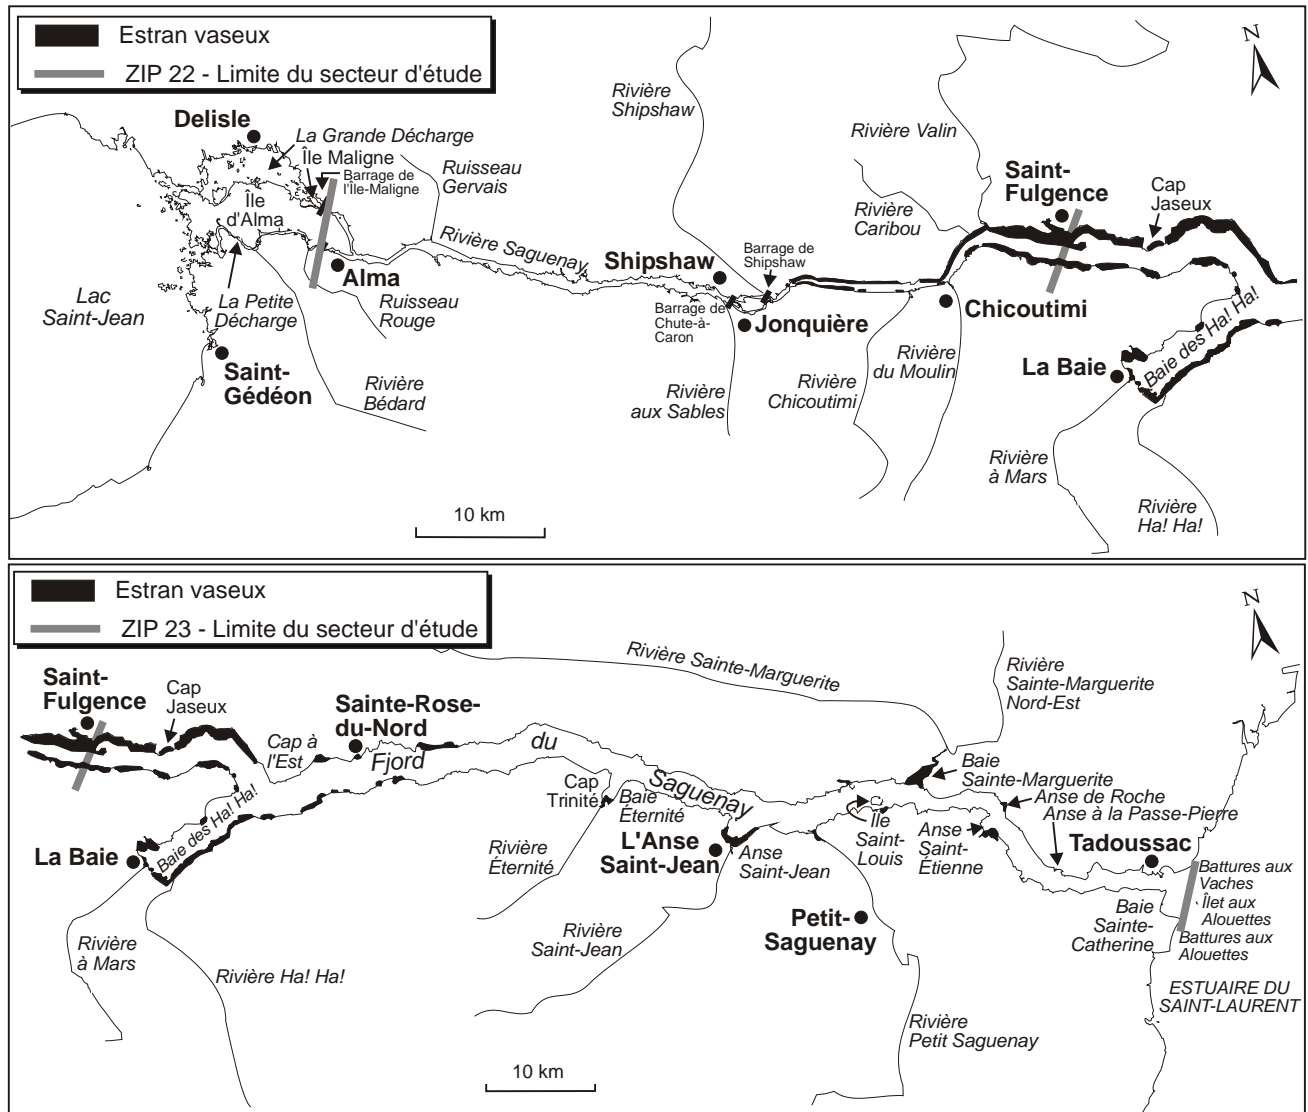 Estran vaseux
ZIP 22 - Limite du secteur d'étude
N
Delisle
La Grande Décharge
Île Maligne
Barrage de
l'Île-Maligne
Ruisseau
Gervais
Rivière
Shipshaw
Rivière Valin
Saint-
Fulgence
Cap
Jaseux
Île
d'Alma
Rivière
Caribou
Rivière Saguenay
Shipshaw
Barrage de
Shipshaw
Alma
Lac
Saint-Jean
La Petite
Décharge
Ruisseau
Rouge
Barrage de
Chute-à-
Caron
Jonquière
Chicoutimi
Saint-
Gédéon
Rivière
Bédard
Rivière
aux Sables
Rivière
Chicoutimi
Rivière
du Moulin
La Baie
Baie des Ha! Ha!
Rivière
à Mars
Rivière
Ha! Ha!
10 km
Estran vaseux
ZIP 23 - Limite du secteur d'étude
N
Rivière Sainte-Marguerite
Rivière
Sainte-Marguerite
Nord-Est
Saint-
Fulgence
Cap
Jaseux
Sainte-Rose-
du-Nord
Cap à
l'Est
Fjord
du
Saguenay
Cap
Trinité
Baie
Éternité
Baie
Sainte-Marguerite
Anse de Roche
Anse à la Passe-Pierre
Île
Saint-
Louis
Anse
Saint-
Étienne
Tadoussac
La Baie
Baie des Ha! Ha!
Rivière
Éternité
L'Anse
Saint-Jean
Anse
Saint-Jean
Battures aux
Vaches
Îlet aux
Alouettes
Battures aux
Alouettes
Baie
Sainte-
Catherine
Petit-
Saguenay
Rivière
Saint-Jean
Rivière
à Mars
Rivière Ha! Ha!
ESTUAIRE DU
SAINT-LAURENT
Rivière
Petit Saguenay
10 km